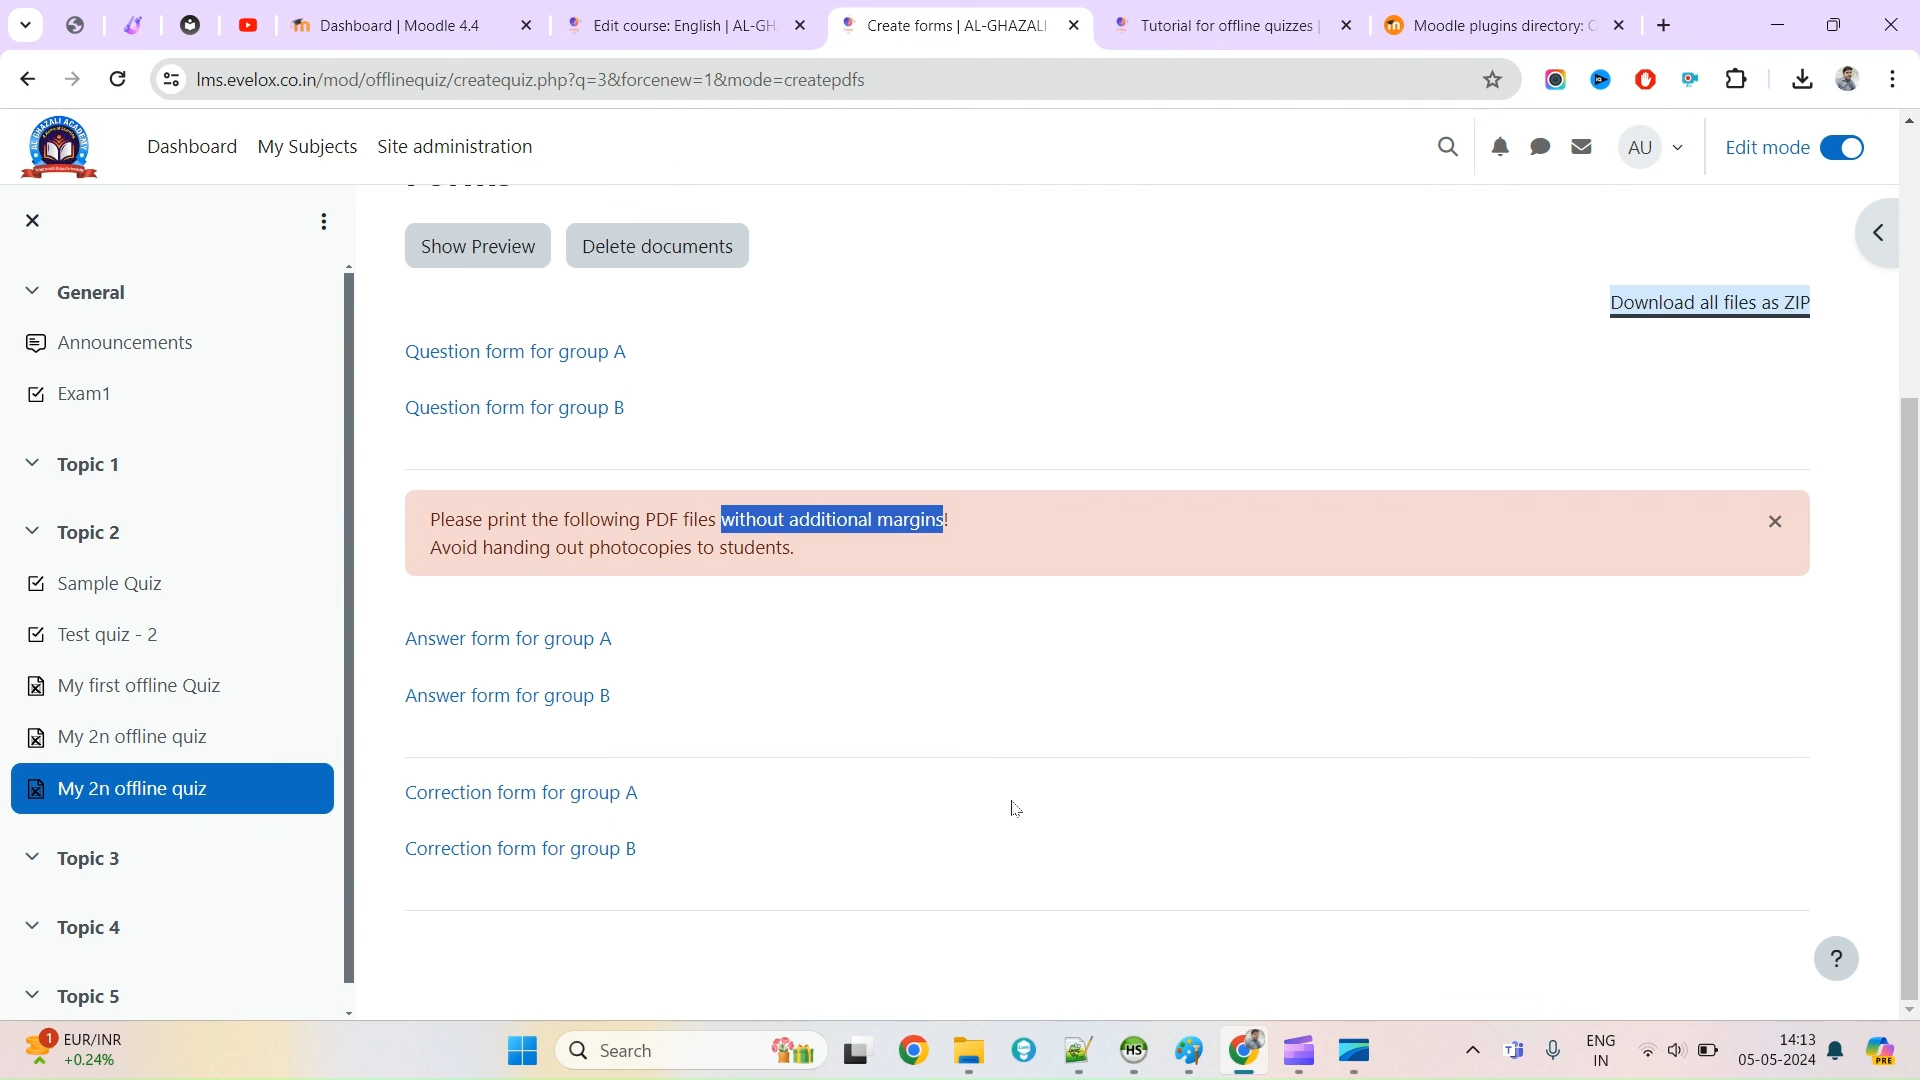 Dashboard | Moodle 4.4
Edit course: English | AL-GH
Create forms | AL-GHAZALI
Tutorial for offline quizzes |
Moodle plugins directory: C
lms.evelox.co.in/mod/offlinequiz/createquiz.php?q=3&forcenew=1&mode=createpdfs
AL GHAZALI ACADEMY
Dashboard
My Subjects
Site administration
AU
Edit mode
General
Announcements
Exam1
Topic 1
Topic 2
Sample Quiz
Test quiz - 2
My first offline Quiz
My 2n offline quiz
My 2n offline quiz
Topic 3
Topic 4
Topic 5
Show Preview
Delete documents
Download all files as ZIP
Question form for group A
Question form for group B
Please print the following PDF files without additional margins!
Avoid handing out photocopies to students.
Answer form for group A
Answer form for group B
Correction form for group A
Correction form for group B
?
1
EUR/INR
+0.24%
Search
HS
ENG
IN
14:13
05-05-2024
PRE